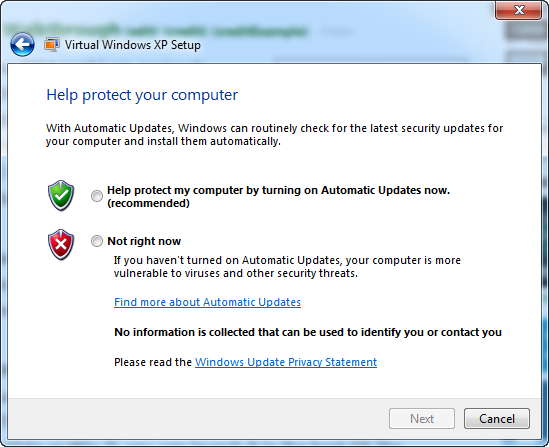 Virtual Windows XP Setup
Help protect your computer
With Automatic Updates, Windows can routinely check for the latest security updates for
your computer and install them automatically.
Help protect my computer by turning on Automatic Updates now.
(recommended)
Not right now
If you haven't turned on Automatic Updates, your computer is more
vulnerable to viruses and other security threats.
Find more about Automatic Updates
No information is collected that can be used to identify you or contact you
Please read the Windows Update Privacy Statement
Next
Cancel